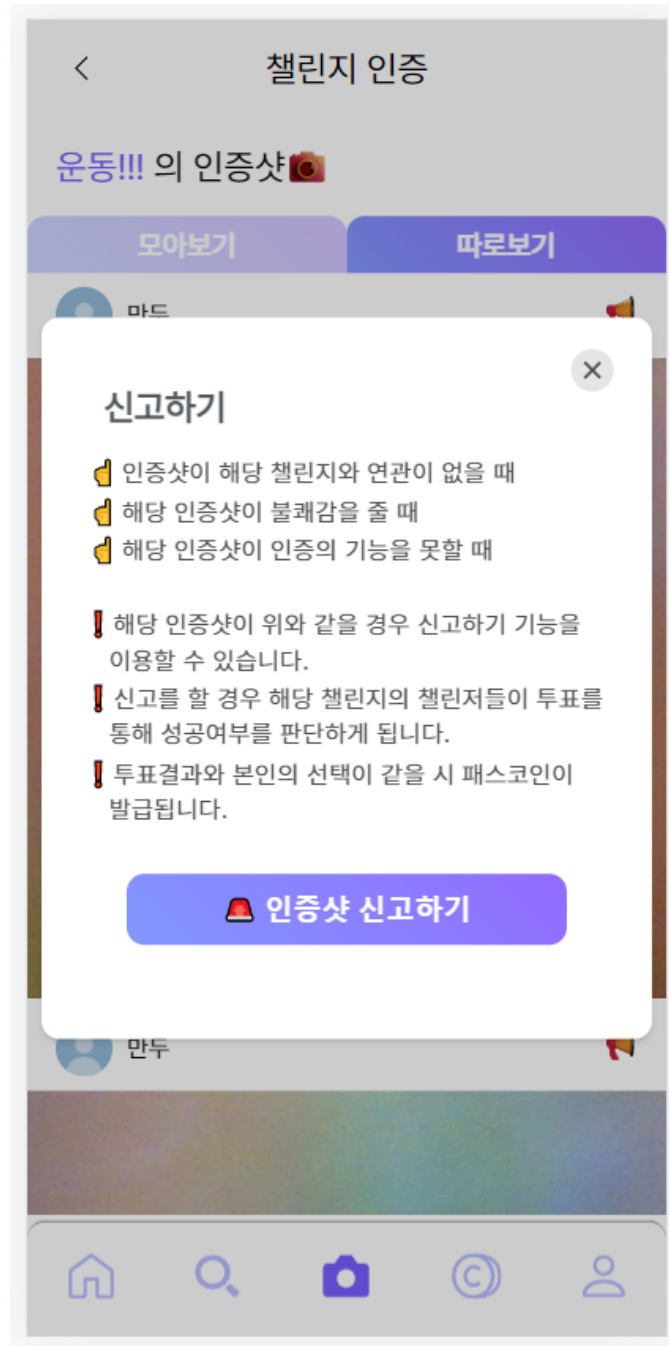 챌린지 인증
운동!!! 의 인증샷📷
모아보기 따로보기
만두
신고하기
☝ 인증샷이 해당 챌린지와 연관이 없을 때
☝ 해당 인증샷이 불쾌감을 줄 때
☝ 해당 인증샷이 인증의 기능을 못할 때
❗ 해당 인증샷이 위와 같을 경우 신고하기 기능을
이용할 수 있습니다.
❗ 신고를 할 경우 해당 챌린지의 챌린저들이 투표를
통해 성공여부를 판단하게 됩니다.
❗ 투표결과와 본인의 선택이 같을 시 패스코인이
발급됩니다.
🚨 인증샷 신고하기
만두